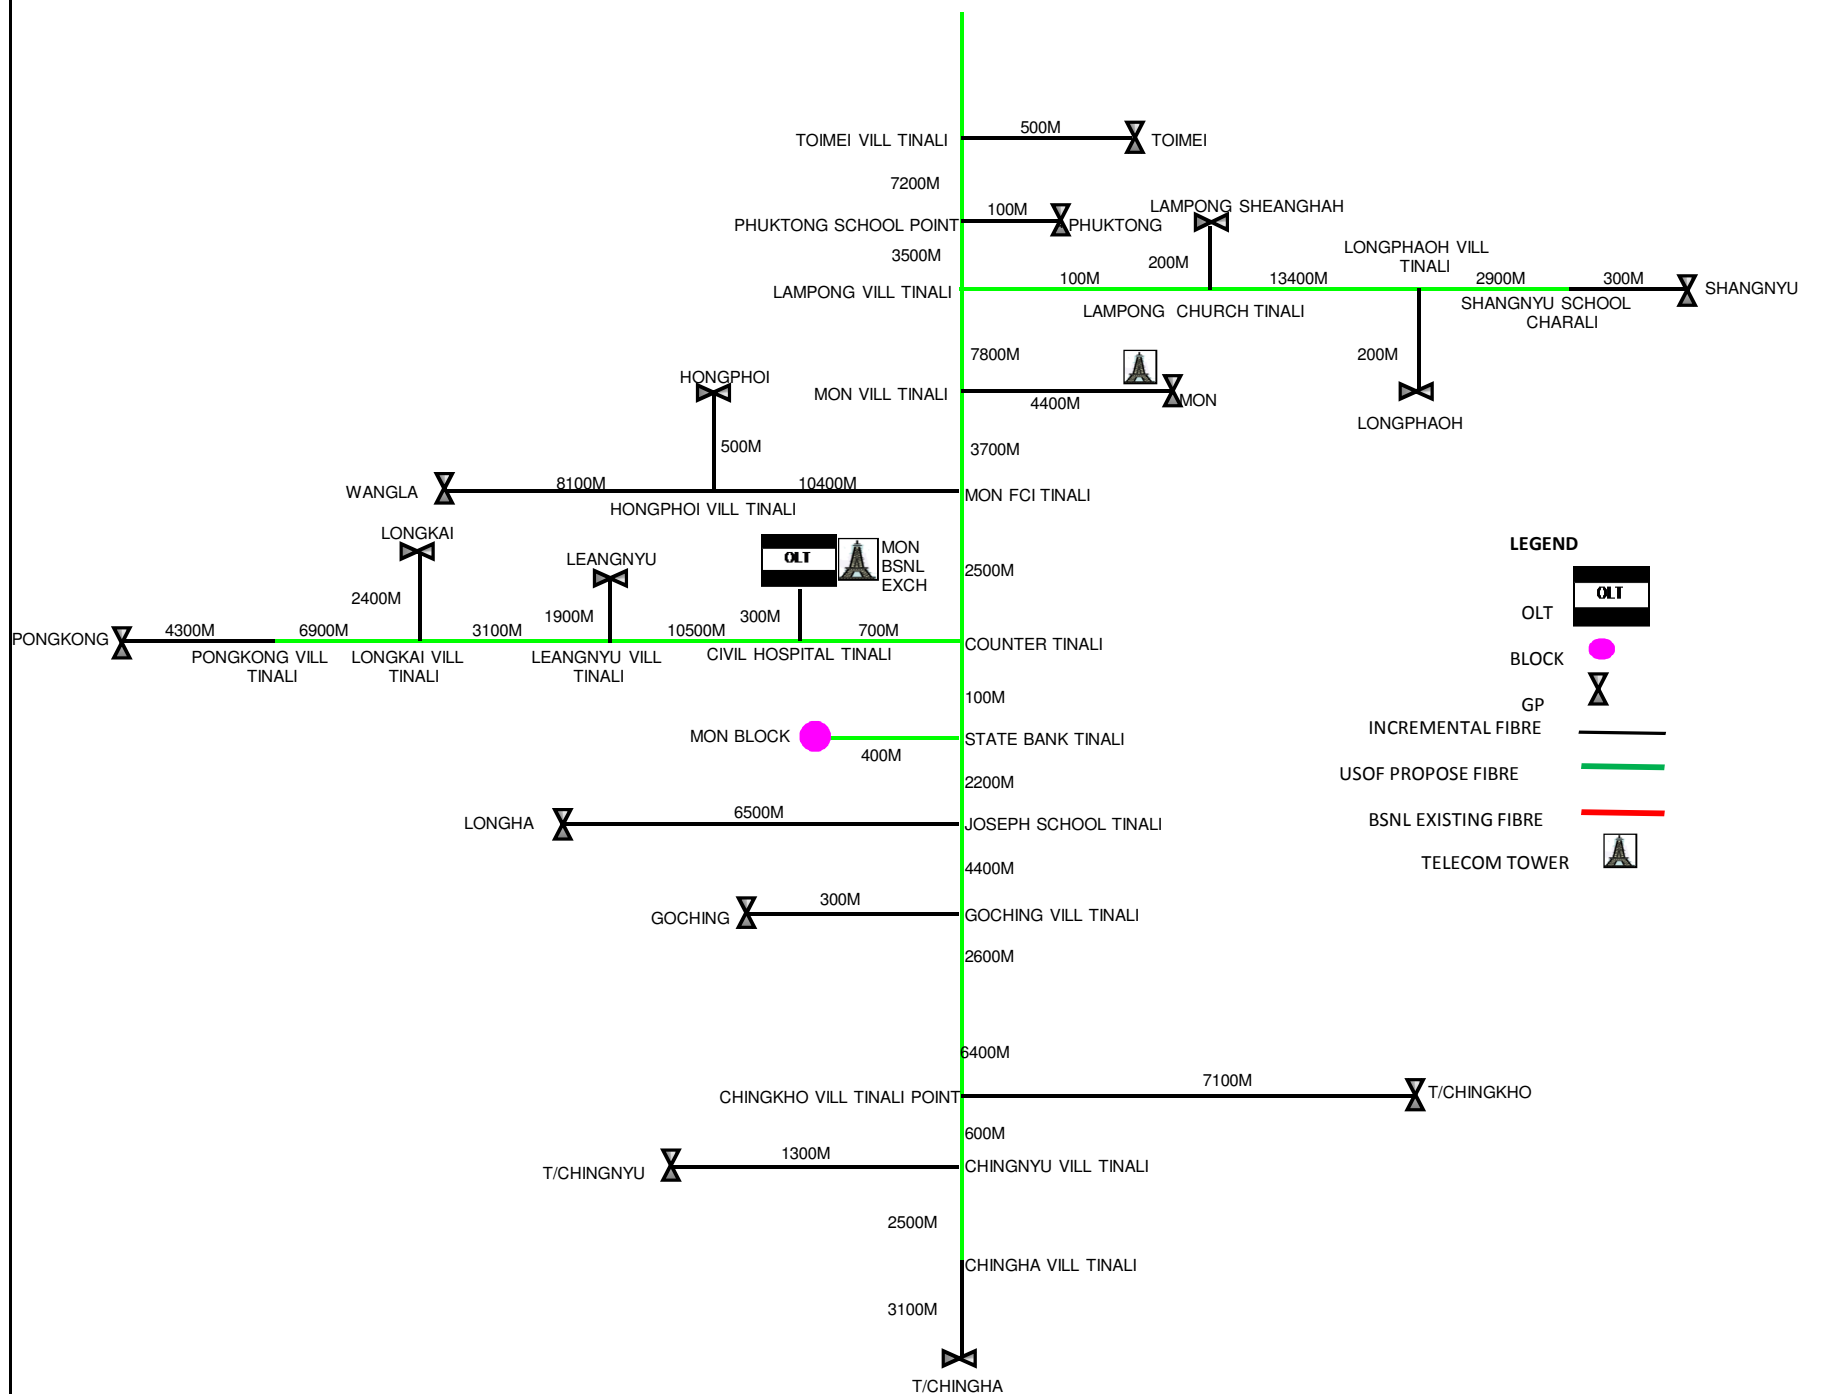 500M
TOIMEI VILL TINALI
TOIMEI
7200M
LAMPONG SHEANGHAH
100M
PHUKTONG SCHOOL POINT
PHUKTONG
LONGPHAOH VILL
TINALI
3500M
200M
100M
13400M
2900M
300M
LAMPONG VILL TINALI
SHANGNYU
LAMPONG CHURCH TINALI
SHANGNYU SCHOOL
CHARALI
7800M
200M
HONGPHOI
MON VILL TINALI
4400M
MON
LONGPHAOH
500M
3700M
WANGLA
8100M
10400M
MON FCI TINALI
HONGPHOI VILL TINALI
LONGKAI
LEANGNYU
OLT
MON
BSNL
EXCH
2500M
LEGEND
2400M
1900M
300M
OLT
OLT
PONGKONG
4300M
6900M
3100M
10500M
700M
COUNTER TINALI
PONGKONG VILL
TINALI
LONGKAI VILL
TINALI
LEANGNYU VILL
TINALI
CIVIL HOSPITAL TINALI
BLOCK
100M
GP
INCREMENTAL FIBRE
MON BLOCK
400M
STATE BANK TINALI
USOF PROPOSE FIBRE
2200M
LONGHA
6500M
JOSEPH SCHOOL TINALI
BSNL EXISTING FIBRE
4400M
TELECOM TOWER
300M
GOCHING
GOCHING VILL TINALI
2600M
6400M
7100M
CHINGKHO VILL TINALI POINT
T/CHINGKHO
600M
1300M
T/CHINGNYU
CHINGNYU VILL TINALI
2500M
CHINGHA VILL TINALI
3100M
T/CHINGHA